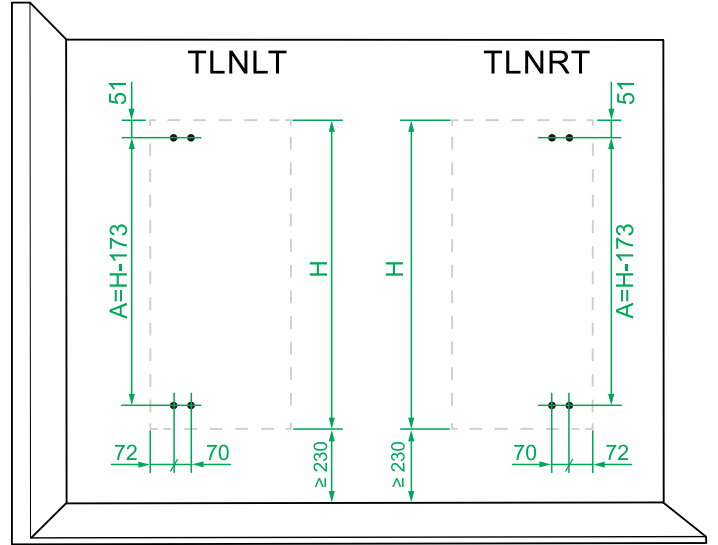 TLNLT
TLNRT
51
51
A=H-173
H
H
A=H-173
72
70
≥ 230
≥ 230
70
72